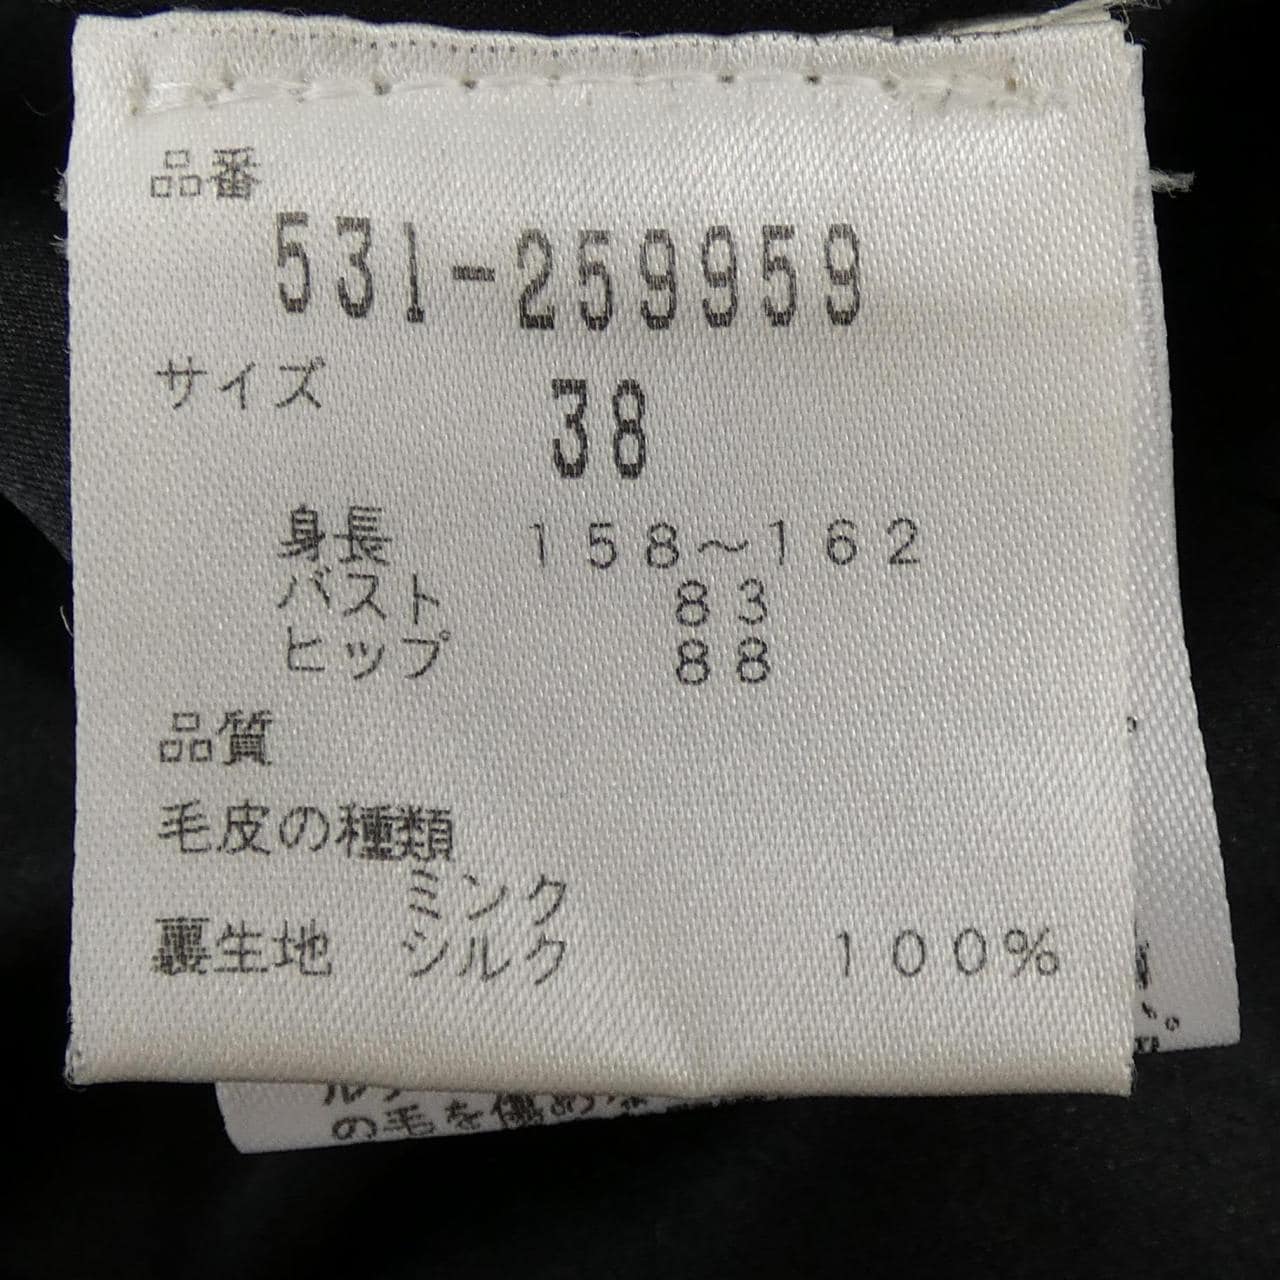 品番
531-259959
サイズ 38
身長 158～162
バスト 83
ヒップ 88
品質
毛皮の種類
ミンク
裏生地 シルク 100%
の毛を傷めな